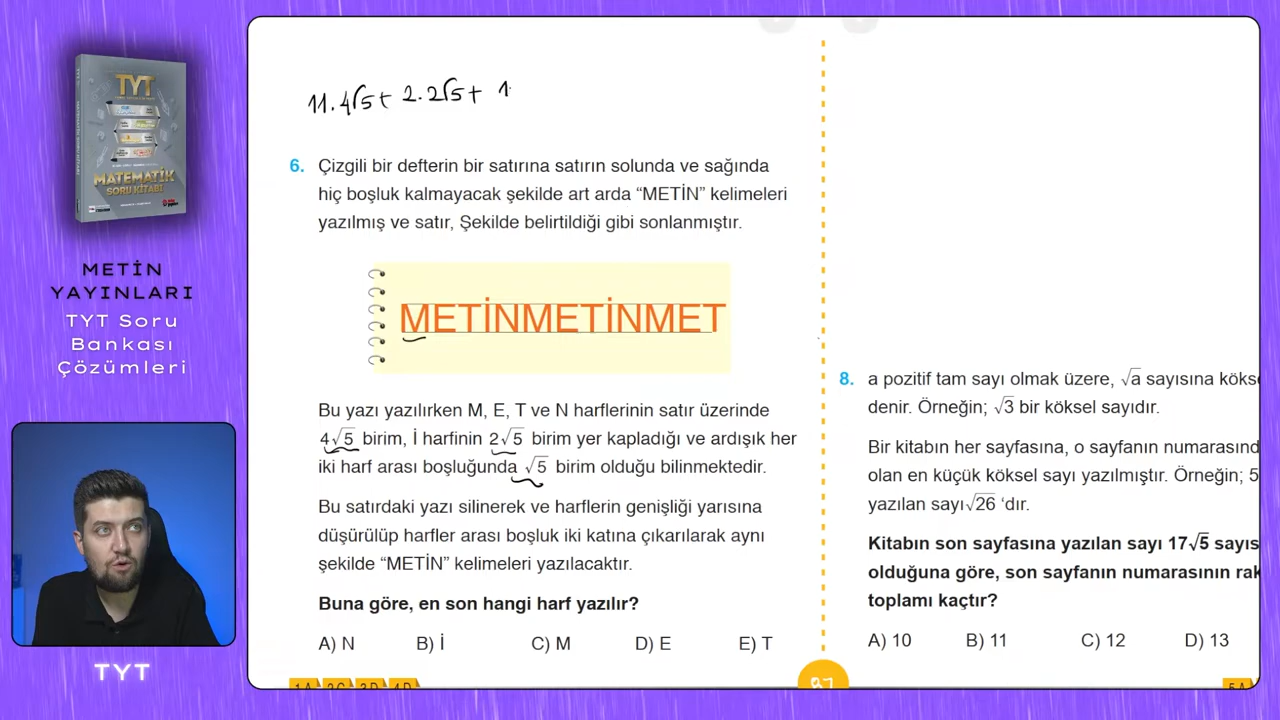 TYT
MATEMATİK
SORU KİTABI
METİN
YAYINLARI
TYT Soru
Bankası
Çözümleri
TYT
11.4√5+ 2.2√5+ 1
6. Çizgili bir defterin bir satırına satırın solunda ve sağında
hiç boşluk kalmayacak şekilde art arda “METİN” kelimeleri
yazılmış ve satır, Şekilde belirtildiği gibi sonlanmıştır.
METİNMETİNMET
Bu yazı yazılırken M, E, T ve N harflerinin satır üzerinde
4√5 birim, İ harfinin 2√5 birim yer kapladığı ve ardışık her
iki harf arası boşluğunda √5 birim olduğu bilinmektedir.
Bu satırdaki yazı silinerek ve harflerin genişliği yarısına
düşürülüp harfler arası boşluk iki katına çıkarılarak aynı
şekilde “METİN” kelimeleri yazılacaktır.
Buna göre, en son hangi harf yazılır?
A) N B) İ C) M D) E E) T
8. a pozitif tam sayı olmak üzere, √a sayısına kökse
denir. Örneğin; √3 bir köksel sayıdır.
Bir kitabın her sayfasına, o sayfanın numarasınd
olan en küçük köksel sayı yazılmıştır. Örneğin; 5
yazılan sayı√26 ‘dır.
Kitabın son sayfasına yazılan sayı 17√5 sayıs
olduğuna göre, son sayfanın numarasının rak
toplamı kaçtır?
A) 10 B) 11 C) 12 D) 13